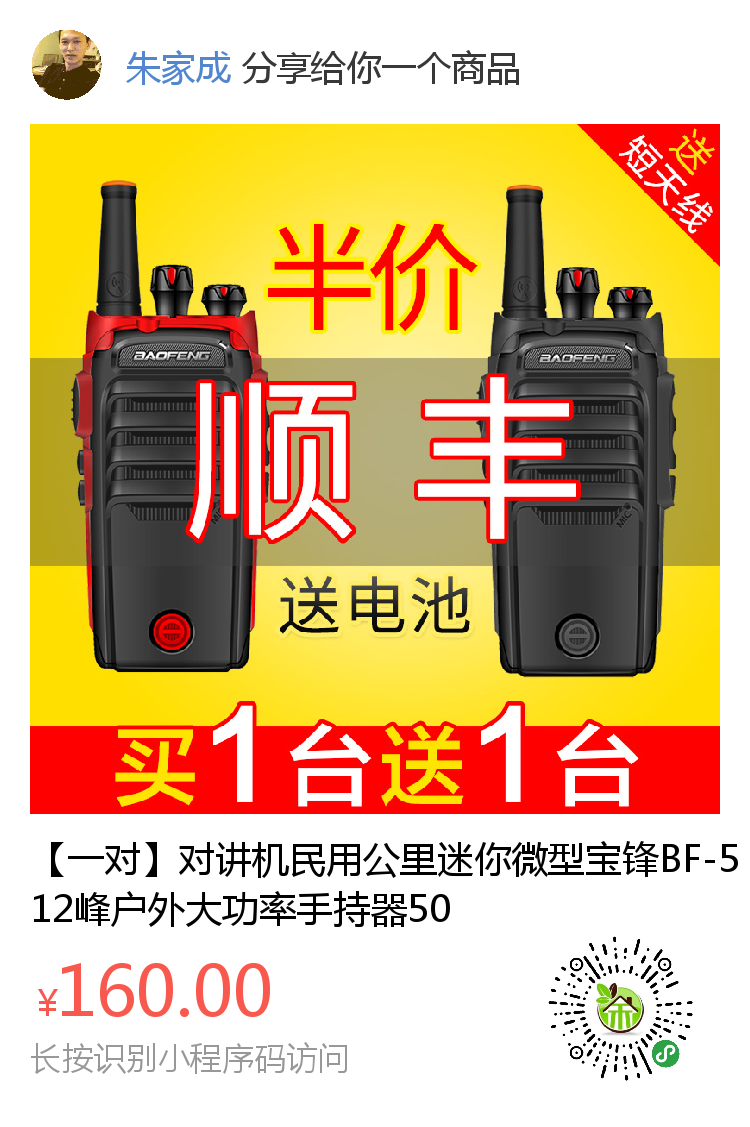 朱家成 分享给你一个商品
送
短天线
半价
BAOFENG
BAOFENG
顺丰
MIC
MIC
送电池
买1台送1台
【一对】对讲机民用公里迷你微型宝锋BF-5
12峰户外大功率手持器50
¥160.00
长按识别小程序码访问